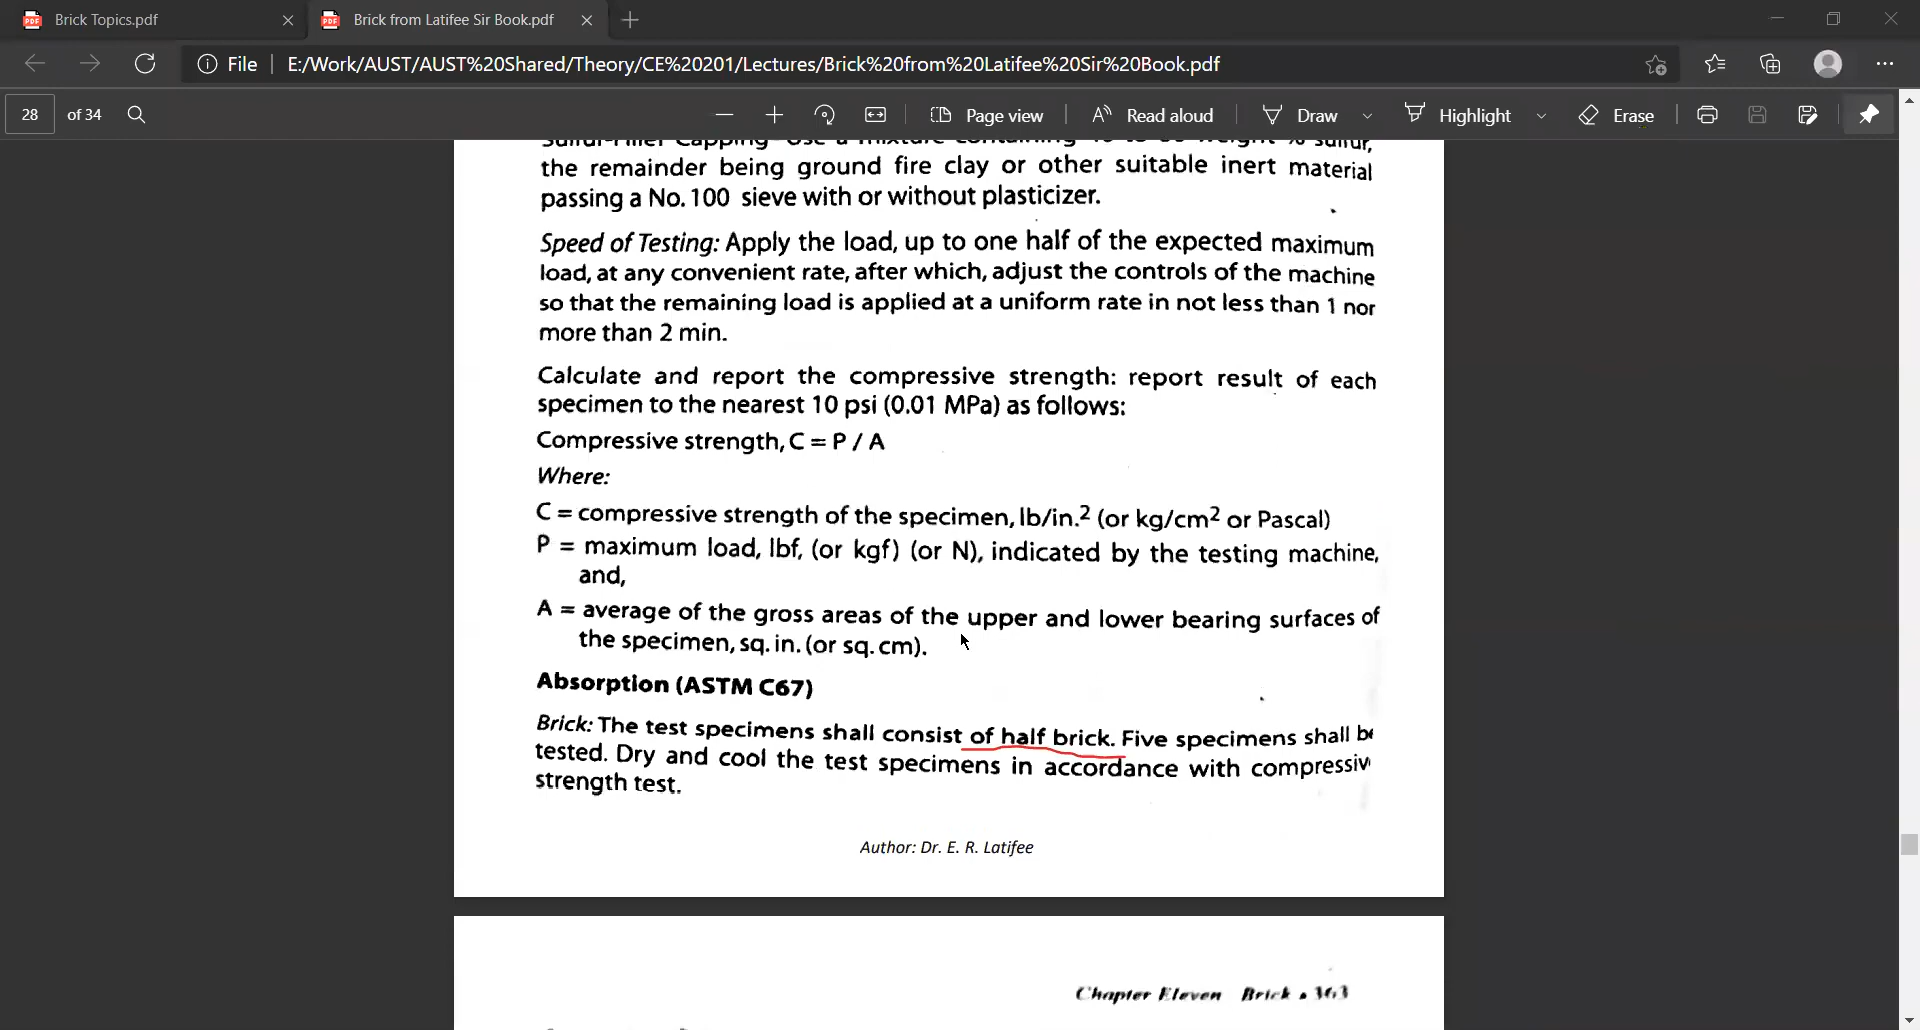 Brick Topics.pdf
Brick from Latifee Sir Book.pdf
File
E:/Work/AUST/AUST%20Shared/Theory/CE%20201/Lectures/Brick%20from%20Latifee%20Sir%20Book.pdf
28 of 34
Page view
Read aloud
Draw
Highlight
Erase
the remainder being ground fire clay or other suitable inert material
passing a No. 100 sieve with or without plasticizer.
Speed of Testing: Apply the load, up to one half of the expected maximum
load, at any convenient rate, after which, adjust the controls of the machine
so that the remaining load is applied at a uniform rate in not less than 1 nor
more than 2 min.
Calculate and report the compressive strength: report result of each
specimen to the nearest 10 psi (0.01 MPa) as follows:
Compressive strength, C = P / A
Where:
C = compressive strength of the specimen, lb/in.² (or kg/cm² or Pascal)
P = maximum load, lbf, (or kgf) (or N), indicated by the testing machine,
and,
A = average of the gross areas of the upper and lower bearing surfaces of
the specimen, sq. in. (or sq. cm).
Absorption (ASTM C67)
Brick: The test specimens shall consist of half brick. Five specimens shall be
tested. Dry and cool the test specimens in accordance with compressiv
strength test.
Author: Dr. E. R. Latifee
Chapter Eleven Brick • 363